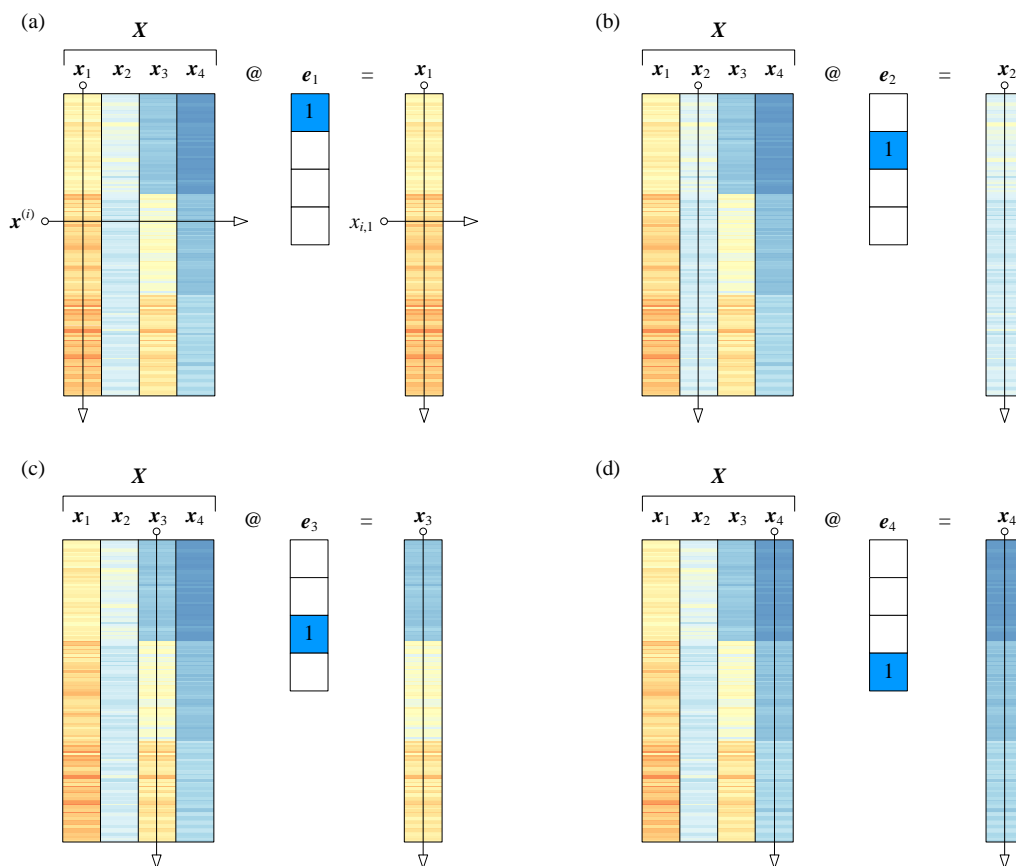 (a)
X
x₁ x₂ x₃ x₄ @ e₁ = x₁
1
x⁽ⁱ⁾
xᵢ,₁
(b)
X
x₁ x₂ x₃ x₄ @ e₂ = x₂
1
(c)
X
x₁ x₂ x₃ x₄ @ e₃ = x₃
1
(d)
X
x₁ x₂ x₃ x₄ @ e₄ = x₄
1